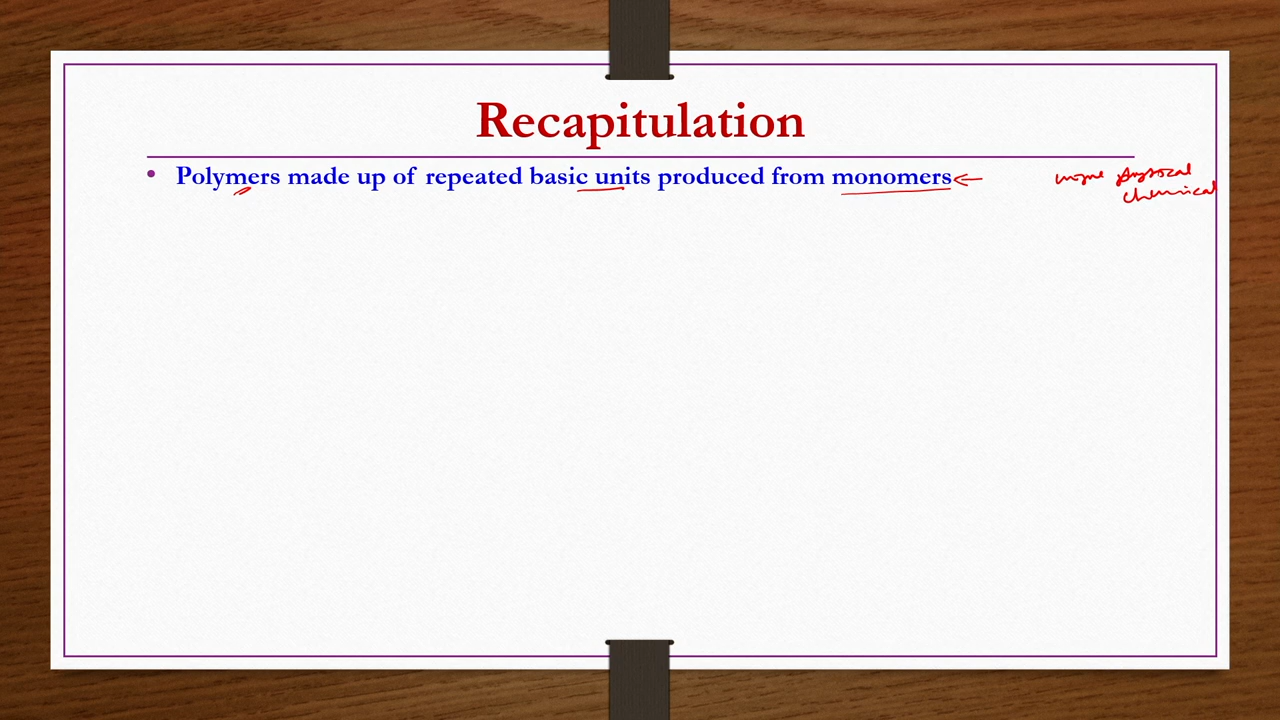 Recapitulation
• Polymers made up of repeated basic units produced from monomers
physical
chemical